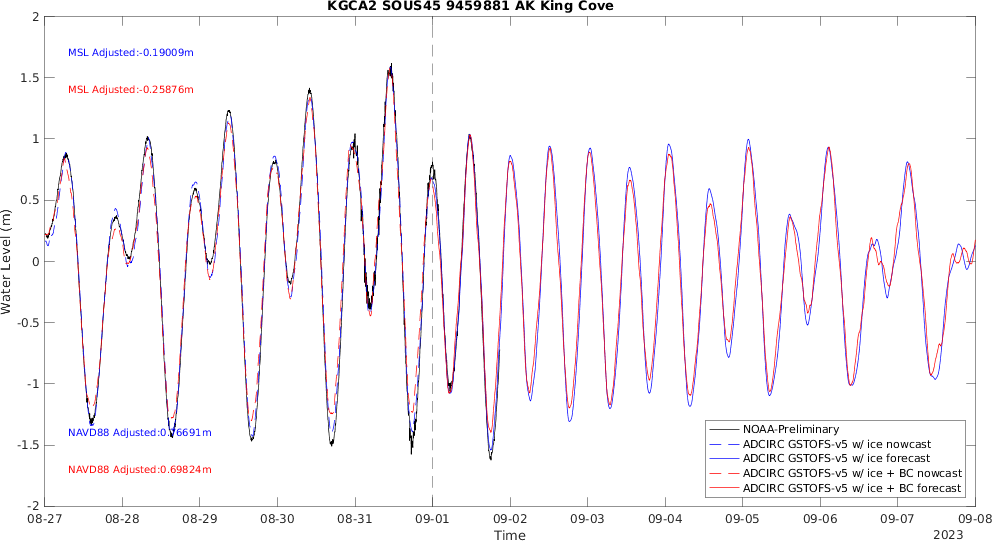 KGCA2 SOUS45 9459881 AK King Cove
Water Level (m)
2
1.5
1
0.5
0
-0.5
-1
-1.5
-2
MSL Adjusted:-0.19009m
MSL Adjusted:-0.25876m
NAVD88 Adjusted:0.76691m
NAVD88 Adjusted:0.69824m
NOAA-Preliminary
ADCIRC GSTOFS-v5 w/ ice nowcast
ADCIRC GSTOFS-v5 w/ ice forecast
ADCIRC GSTOFS-v5 w/ ice + BC nowcast
ADCIRC GSTOFS-v5 w/ ice + BC forecast
08-27 08-28 08-29 08-30 08-31 09-01 09-02 09-03 09-04 09-05 09-06 09-07 09-08
Time
2023